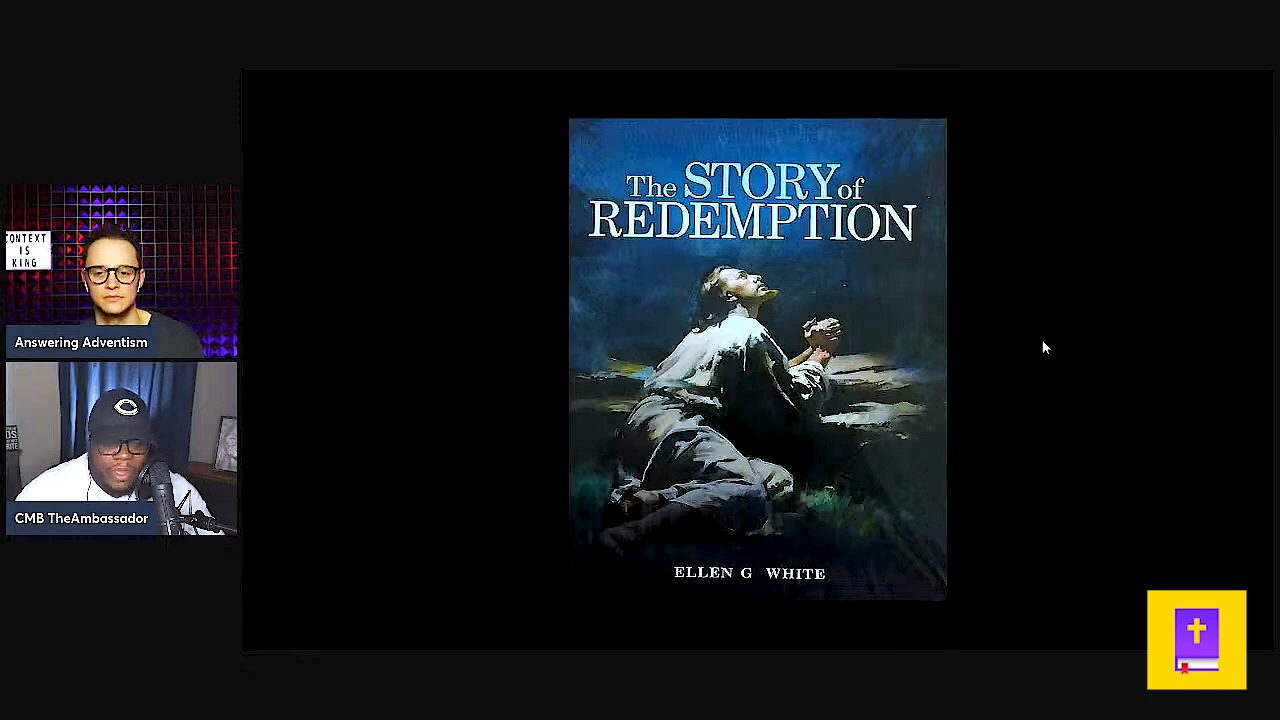 CONTEXT
IS
KING
Answering Adventism
CMB TheAmbassador
The STORY of
REDEMPTION
ELLEN G WHITE